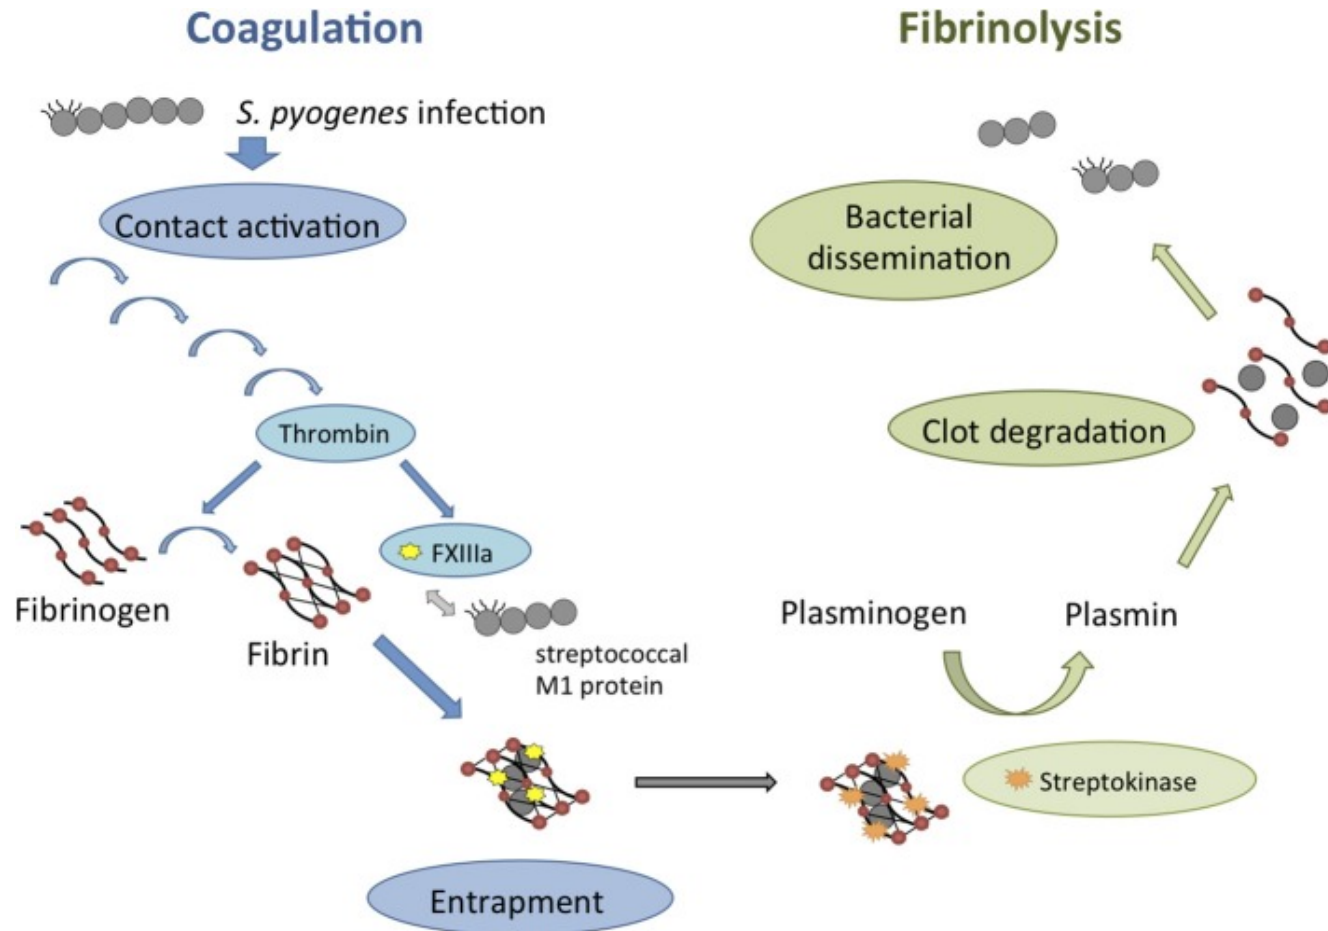 Coagulation
Fibrinolysis
S. pyogenes infection
Contact activation
Bacterial
dissemination
Thrombin
Clot degradation
FXIIIa
Fibrinogen
Fibrin
streptococcal
M1 protein
Plasminogen
Plasmin
Streptokinase
Entrapment